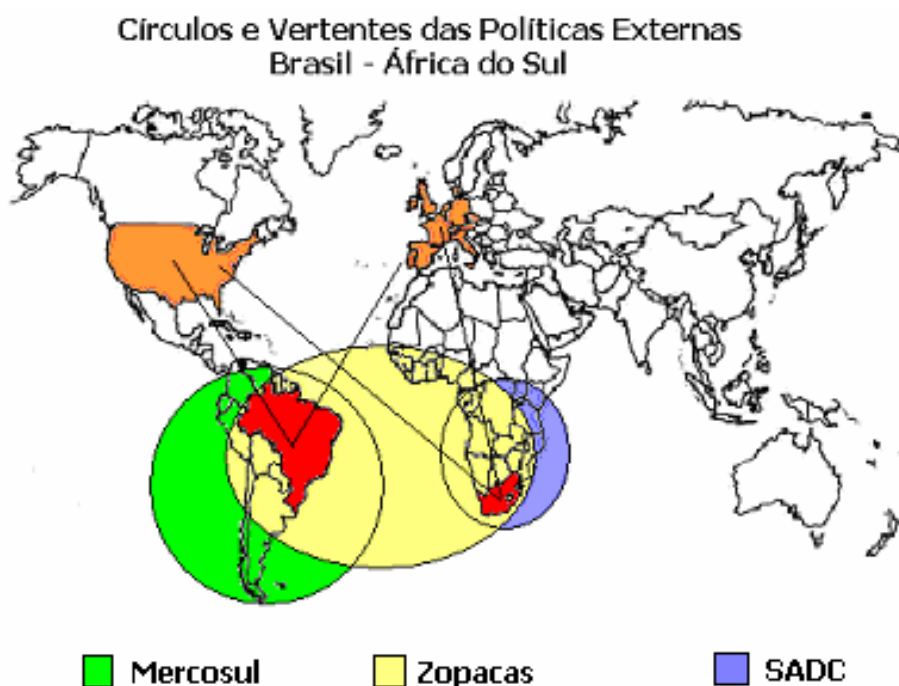 Círculos e Vertentes das Políticas Externas
Brasil - África do Sul
Mercosul
Zopacas
SADC